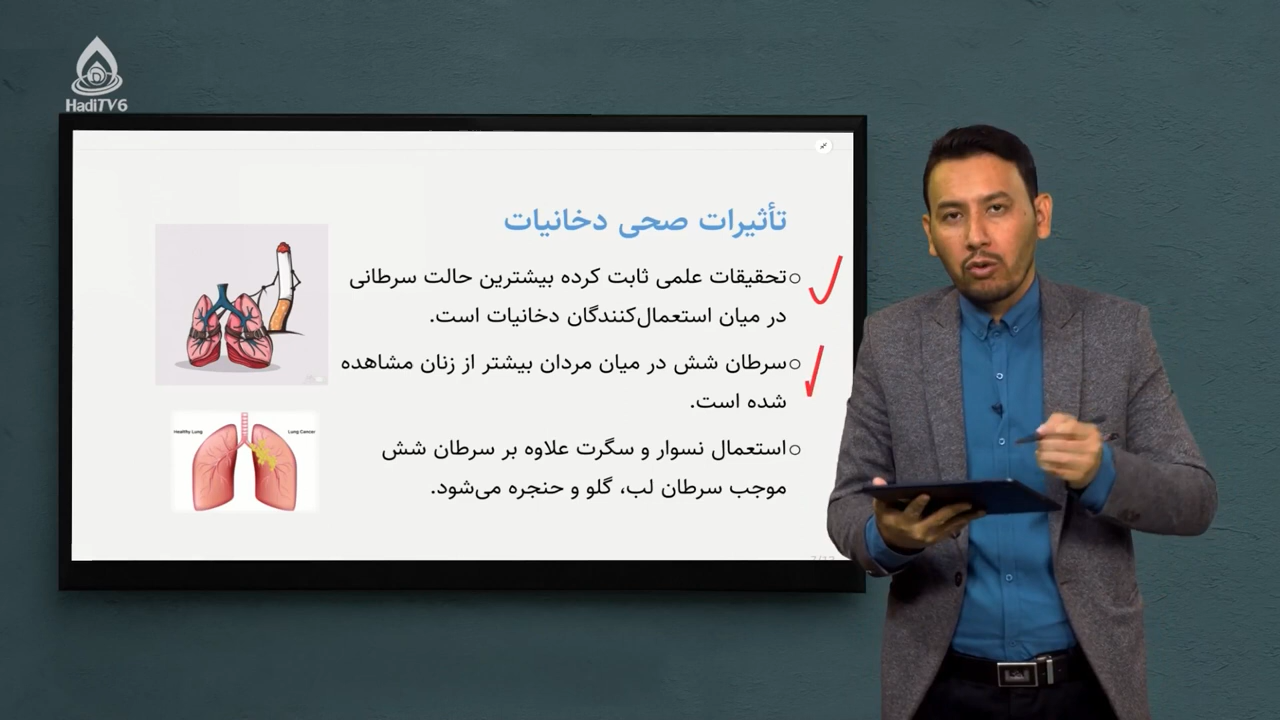 HadiTV6
تأثیرات صحی دخانیات
تحقیقات علمی ثابت کرده بیشترین حالت سرطانی
در میان استعمال‌کنندگان دخانیات است.
سرطان شش در میان مردان بیشتر از زنان مشاهده
شده است.
استعمال نسوار و سگرت علاوه بر سرطان شش
موجب سرطان لب، گلو و حنجره می‌شود.
Healthy Lung
Lung Cancer